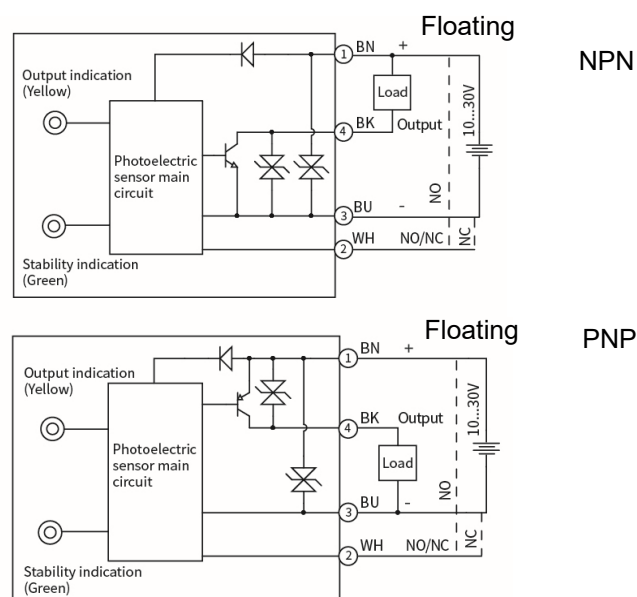 Floating
NPN
1 BN +
Output indication
(Yellow)
Load
10...30V
4 BK Output
Photoelectric
sensor main
circuit
NO
3 BU -
2 WH NO/NC
NC
Stability indication
(Green)
Floating
PNP
1 BN +
Output indication
(Yellow)
10...30V
4 BK Output
Photoelectric
sensor main
circuit
Load
NO
3 BU -
2 WH NO/NC
NC
Stability indication
(Green)